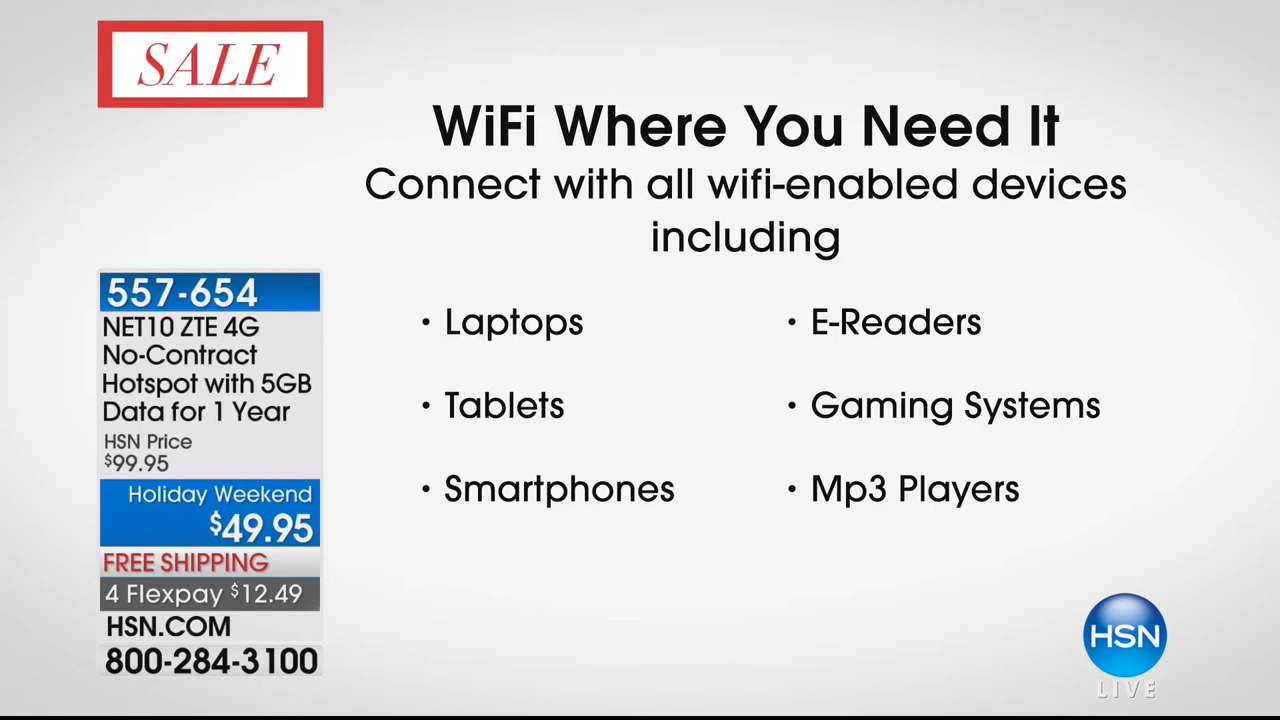 SALE
WiFi Where You Need It
Connect with all wifi-enabled devices
including
• Laptops
• Tablets
• Smartphones
• E-Readers
• Gaming Systems
• Mp3 Players
557-654
NET10 ZTE 4G
No-Contract
Hotspot with 5GB
Data for 1 Year
HSN Price
$99.95
Holiday Weekend
$49.95
FREE SHIPPING
4 Flexpay $12.49
HSN.COM
800-284-3100
HSN
LIVE